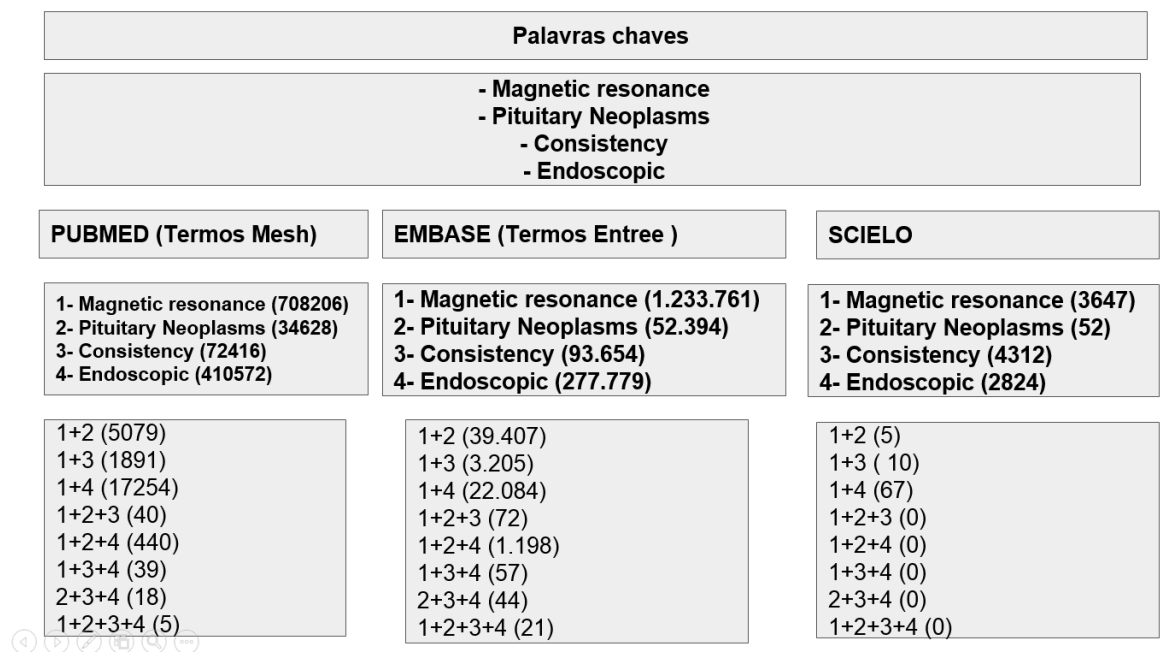 Palavras chaves
- Magnetic resonance
- Pituitary Neoplasms
- Consistency
- Endoscopic
PUBMED (Termos Mesh)
1- Magnetic resonance (708206)
2- Pituitary Neoplasms (34628)
3- Consistency (72416)
4- Endoscopic (410572)
1+2 (5079)
1+3 (1891)
1+4 (17254)
1+2+3 (40)
1+2+4 (440)
1+3+4 (39)
2+3+4 (18)
1+2+3+4 (5)
EMBASE (Termos Entree )
1- Magnetic resonance (1.233.761)
2- Pituitary Neoplasms (52.394)
3- Consistency (93.654)
4- Endoscopic (277.779)
1+2 (39.407)
1+3 (3.205)
1+4 (22.084)
1+2+3 (72)
1+2+4 (1.198)
1+3+4 (57)
2+3+4 (44)
1+2+3+4 (21)
SCIELO
1- Magnetic resonance (3647)
2- Pituitary Neoplasms (52)
3- Consistency (4312)
4- Endoscopic (2824)
1+2 (5)
1+3 ( 10)
1+4 (67)
1+2+3 (0)
1+2+4 (0)
1+3+4 (0)
2+3+4 (0)
1+2+3+4 (0)